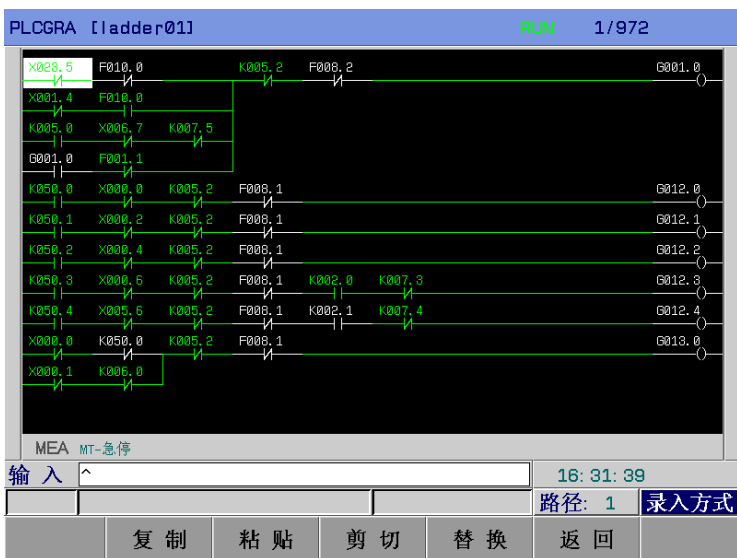 PLCGRA [ladder01] RUN 1/972
X028.5 F010.0 K005.2 F008.2 G001.0
X001.4 F010.0
K005.0 X006.7 K007.5
G001.0 F001.1
K050.0 X000.0 K005.2 F008.1 G012.0
K050.1 X000.2 K005.2 F008.1 G012.1
K050.2 X000.4 K005.2 F008.1 G012.2
K050.3 X000.6 K005.2 F008.1 K002.0 K007.3 G012.3
K050.4 X005.6 K005.2 F008.1 K002.1 K007.4 G012.4
X000.0 K050.0 K005.2 F008.1 G013.0
X000.1 K006.0
MEA MT-急停
输 入 ^
16:31:39
路径: 1 录入方式
复 制 粘 贴 剪 切 替 换 返 回